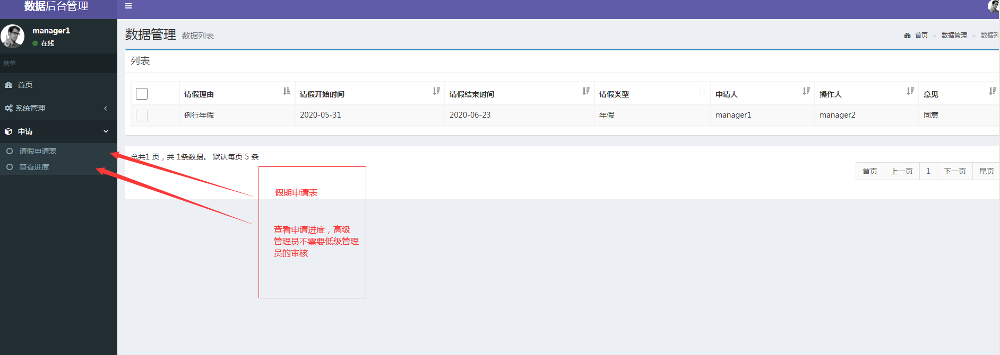 数据后台管理
manager1
在线
菜单
首页
系统管理
申请
请假申请表
查看进度
数据管理 数据列表
首页 > 数据管理 > 数据列
列表
请假理由 请假开始时间 请假结束时间 请假类型 申请人 操作人 意见
例行年假 2020-05-31 2020-06-23 年假 manager1 manager2 同意
总共1 页，共 1条数据。 默认每页 5 条
首页 上一页 1 下一页 尾页
假期申请表
查看申请进度，高级
管理员不需要低级管理
员的审核